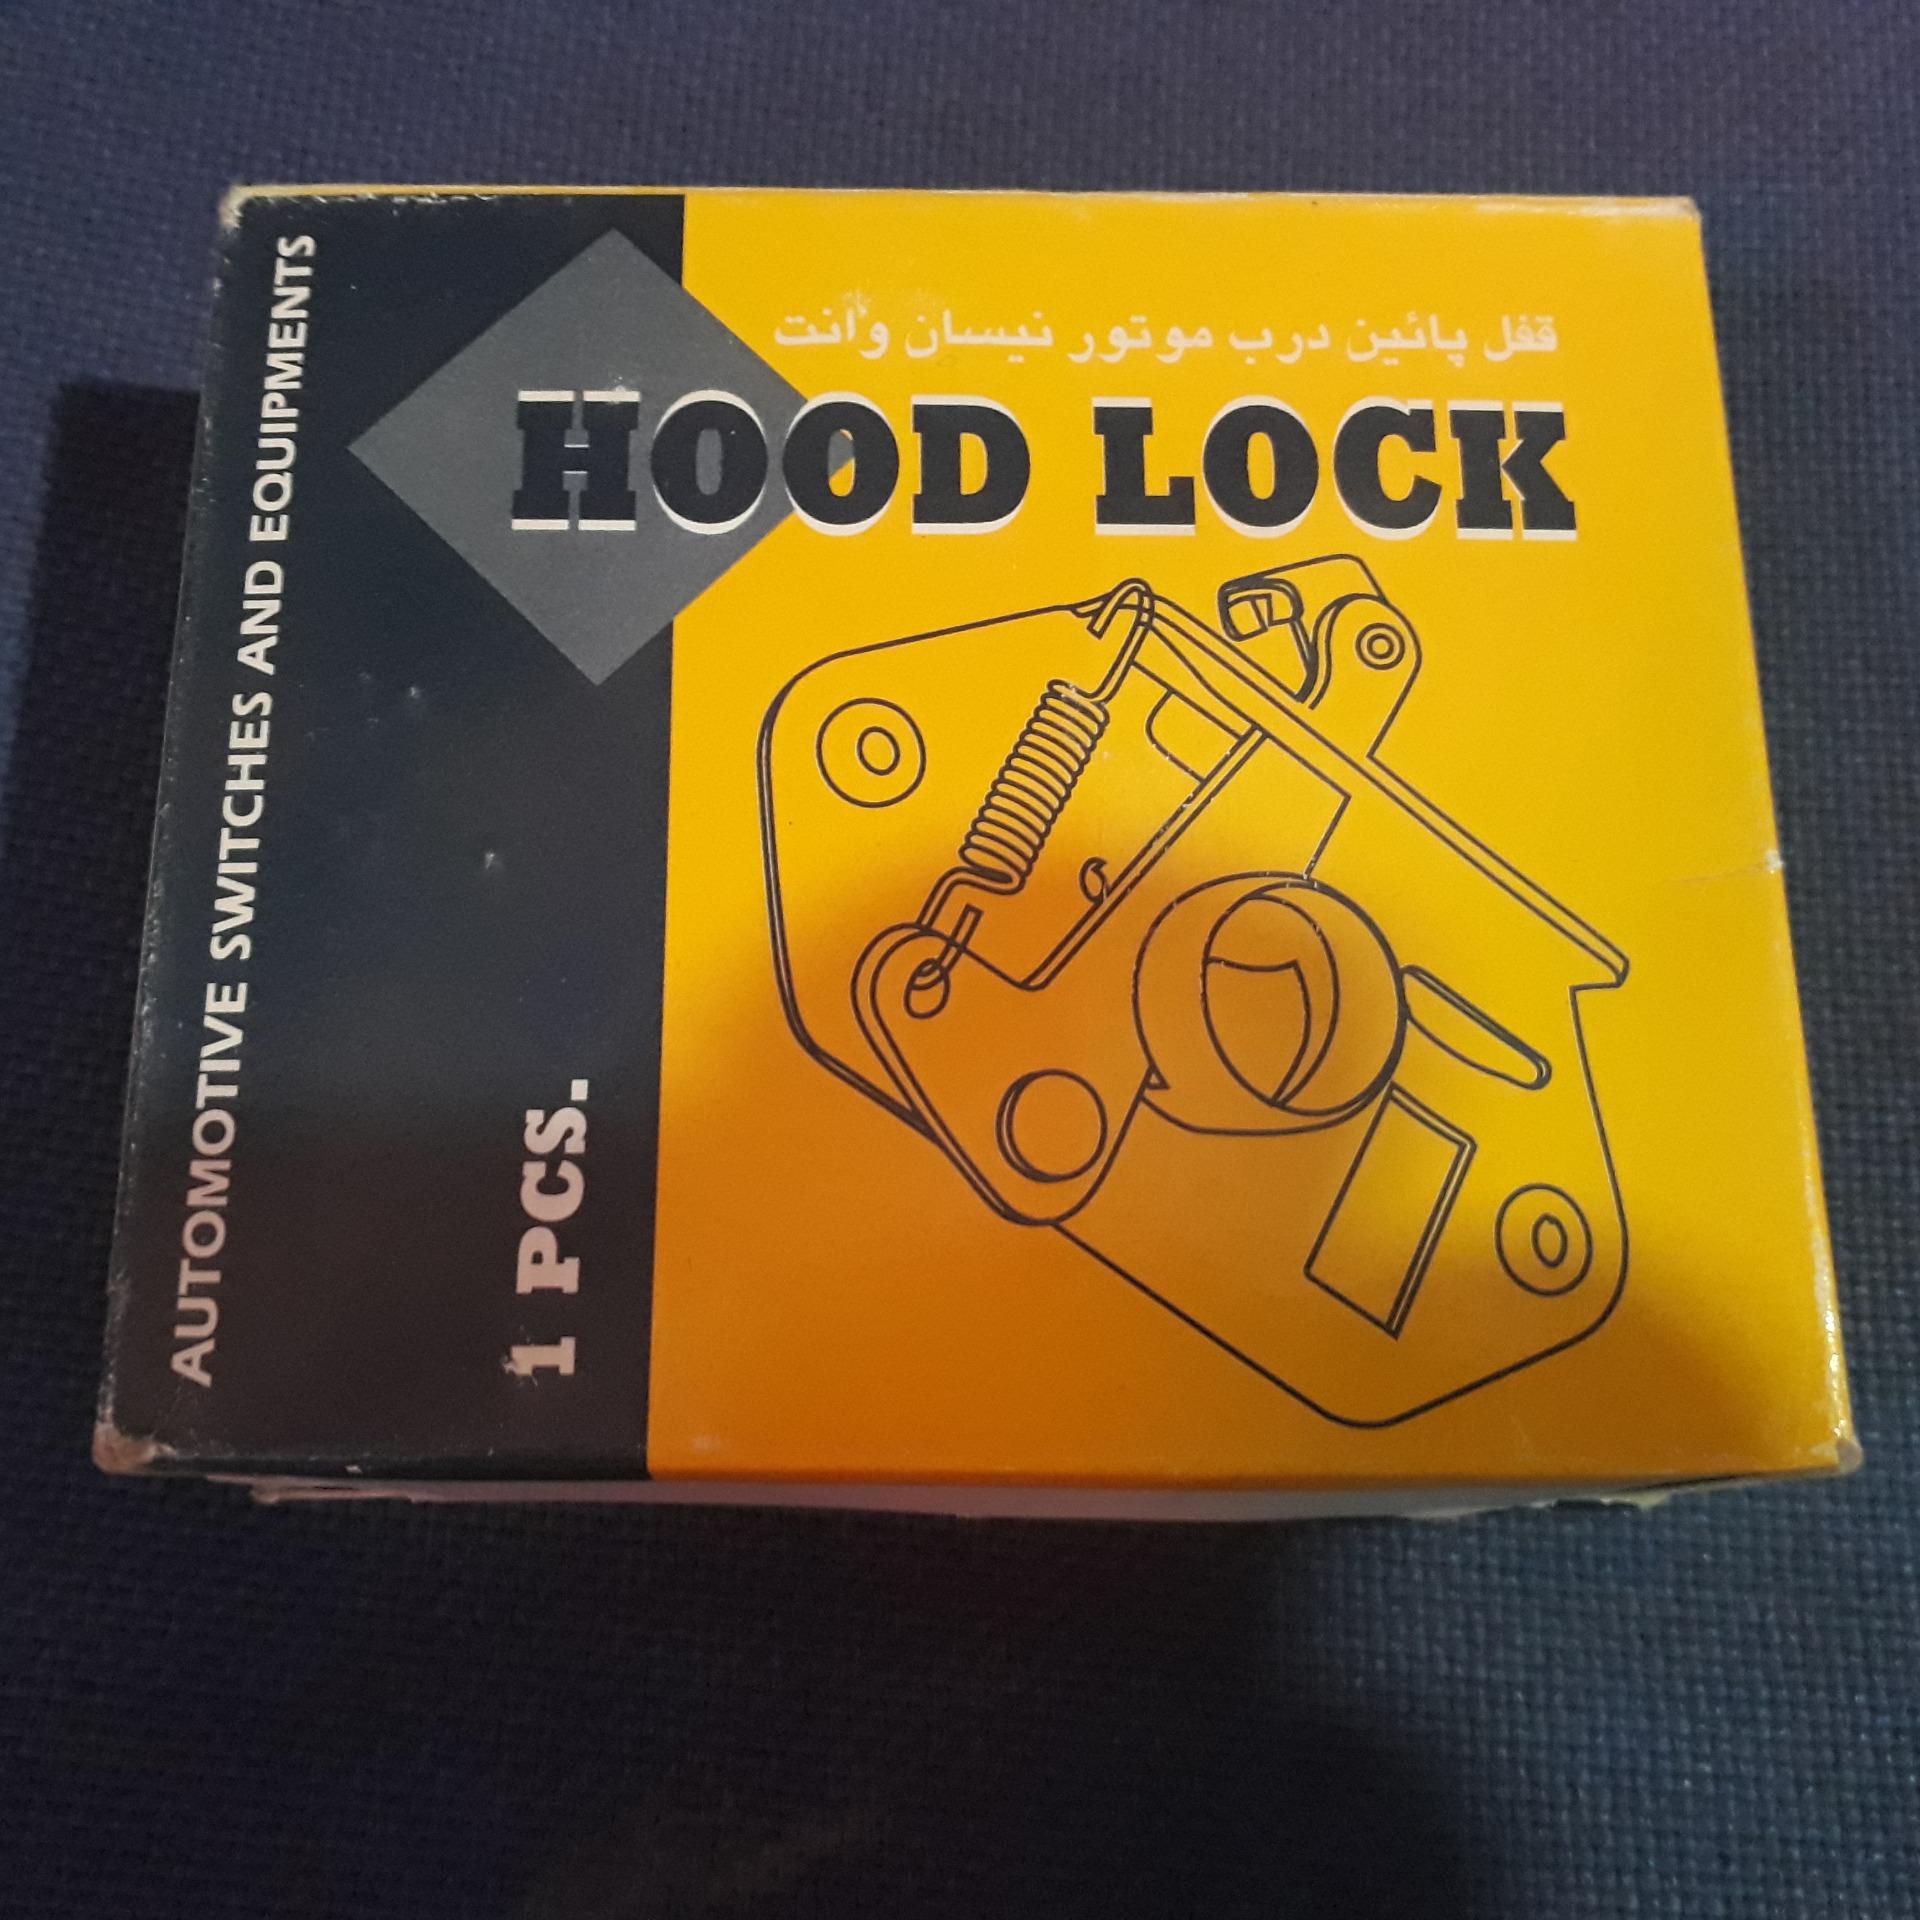 قفل پائین درب موتور نیسان وانت
HOOD LOCK
AUTOMOTIVE SWITCHES AND EQUIPMENTS
1 PCS.